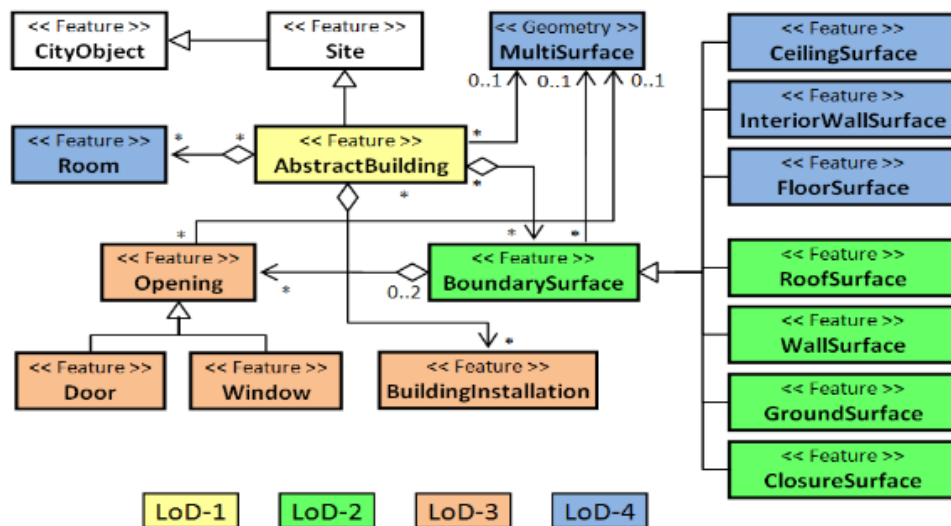 << Feature >>
CityObject
<< Feature >>
Site
<< Geometry >>
MultiSurface
0..1
0..1
0..1
<< Feature >>
CeilingSurface
<< Feature >>
InteriorWallSurface
<< Feature >>
FloorSurface
<< Feature >>
Room
*
*
<< Feature >>
AbstractBuilding
*
*
*
*
*
*
<< Feature >>
Opening
*
0..2
<< Feature >>
BoundarySurface
<< Feature >>
RoofSurface
<< Feature >>
WallSurface
<< Feature >>
GroundSurface
<< Feature >>
ClosureSurface
<< Feature >>
Door
<< Feature >>
Window
*
<< Feature >>
BuildingInstallation
LoD-1
LoD-2
LoD-3
LoD-4